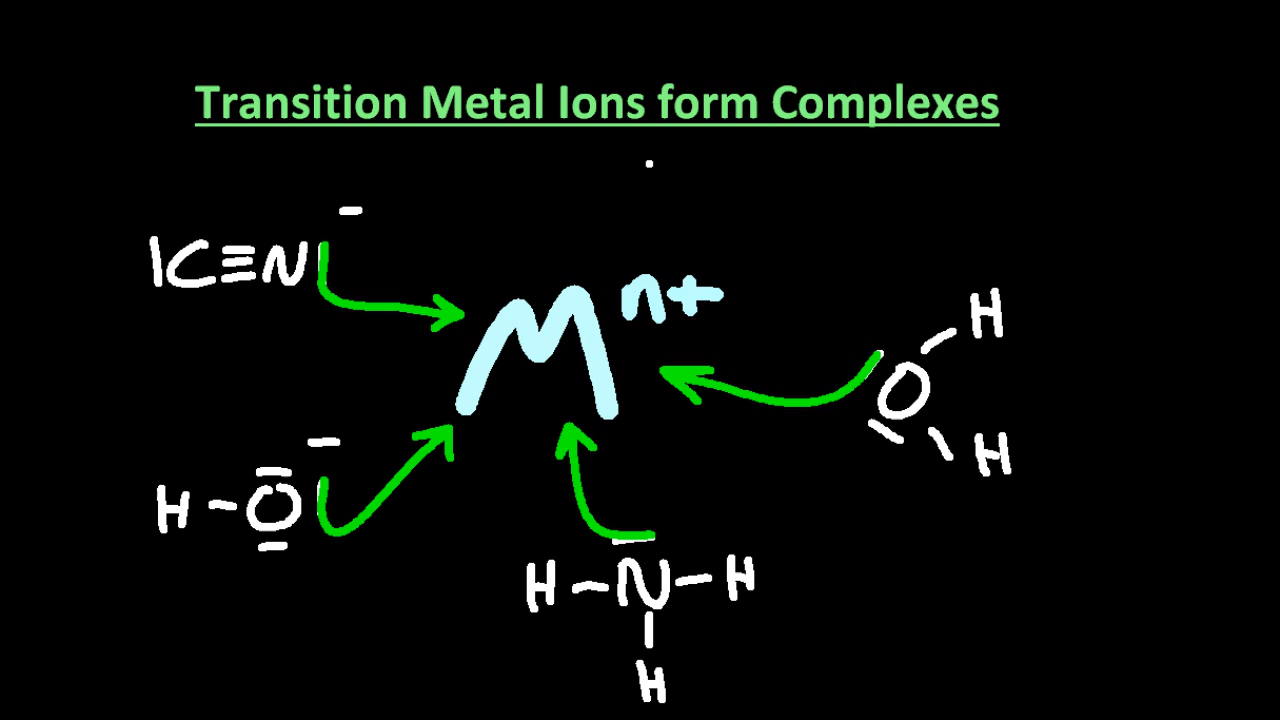 Transition Metal Ions form Complexes
|C≡N|⁻
M n+
H
O
H
H-O|⁻
H-N-H
H